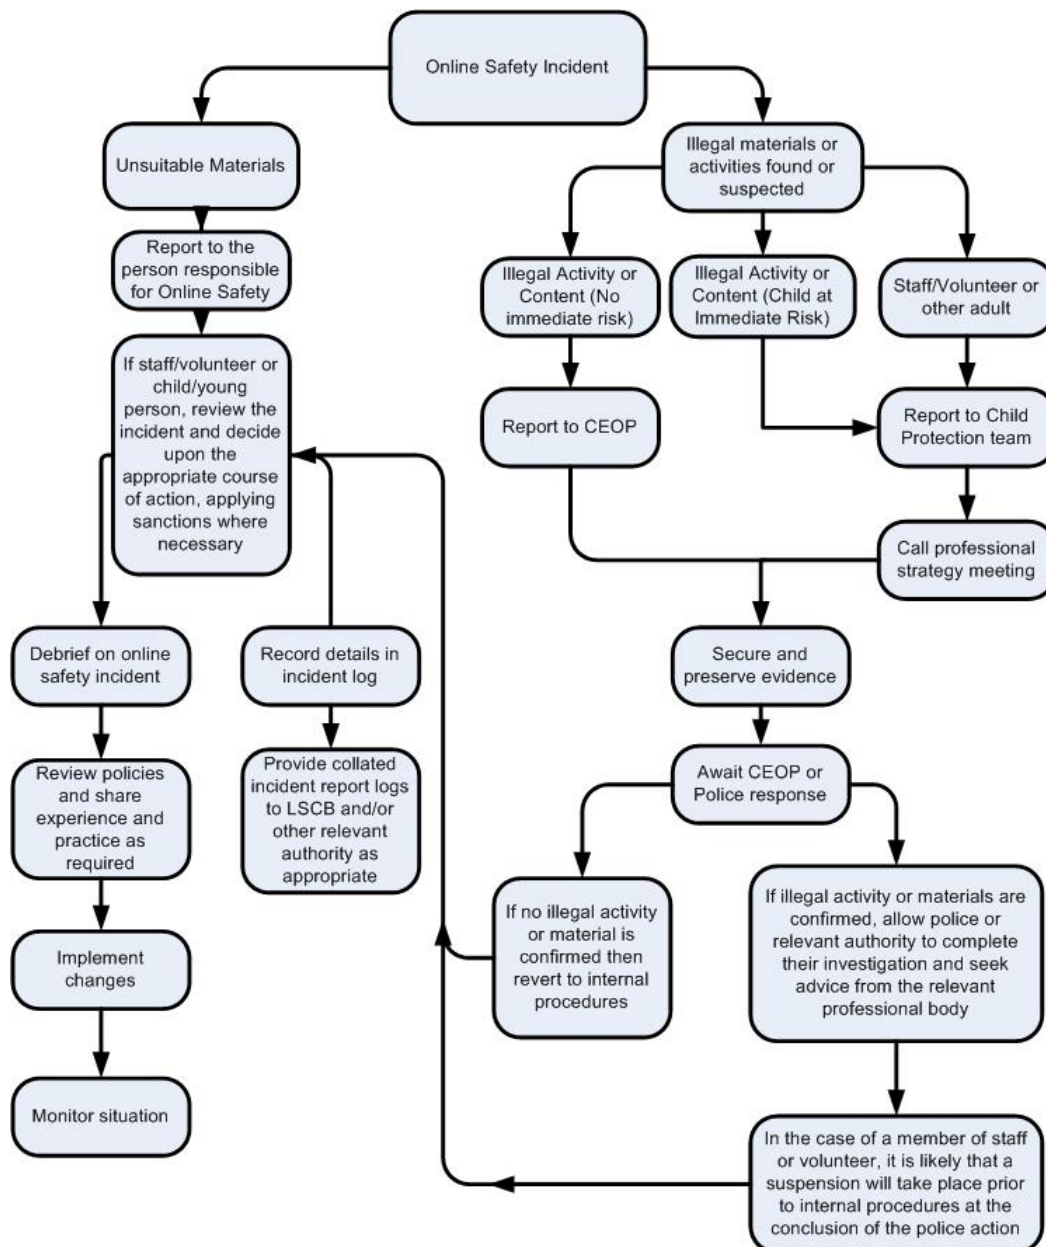 Online Safety Incident
Unsuitable Materials
Illegal materials or
activities found or
suspected
Report to the
person responsible
for Online Safety
Illegal Activity or
Content (No
immediate risk)
Illegal Activity or
Content (Child at
Immediate Risk)
Staff/Volunteer or
other adult
If staff/volunteer or
child/young
person, review the
incident and decide
upon the
appropriate course
of action, applying
sanctions where
necessary
Report to CEOP
Report to Child
Protection team
Call professional
strategy meeting
Debrief on online
safety incident
Record details in
incident log
Secure and
preserve evidence
Review policies
and share
experience and
practice as
required
Provide collated
incident report logs
to LSCB and/or
other relevant
authority as
appropriate
Await CEOP or
Police response
If no illegal activity
or material is
confirmed then
revert to internal
procedures
If illegal activity or materials are
confirmed, allow police or
relevant authority to complete
their investigation and seek
advice from the relevant
professional body
Implement
changes
Monitor situation
In the case of a member of staff
or volunteer, it is likely that a
suspension will take place prior
to internal procedures at the
conclusion of the police action